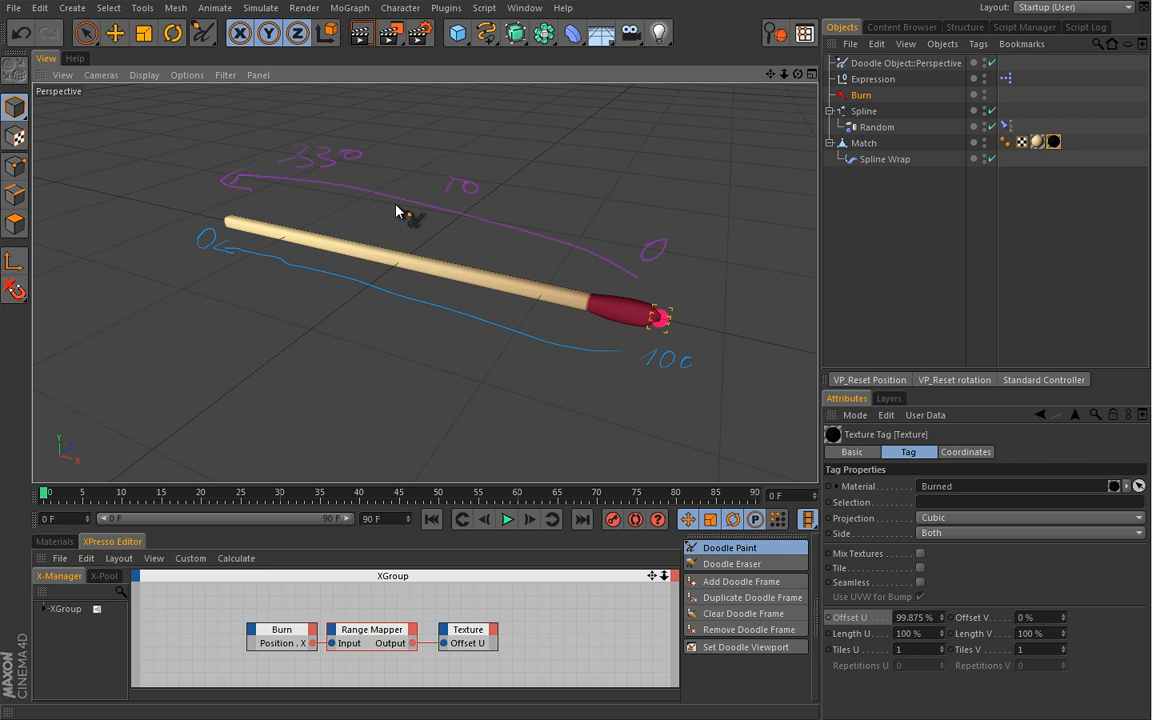 File Edit Create Select Tools Mesh Animate Simulate Render MoGraph Character Plugins Script Window Help
Layout: Startup (User)
X Y Z
View Help
View Cameras Display Options Filter Panel
Perspective
-330
70
0
0
100
Y
X
0 5 10 15 20 25 30 35 40 45 50 55 60 65 70 75 80 85 90 0 F
0 F 0 F 90 F 90 F
P
Materials XPresso Editor
File Edit Layout View Custom Calculate
X-Manager X-Pool
XGroup
XGroup
Burn Range Mapper Texture
Position . X Input Output Offset U
Doodle Paint
Doodle Eraser
Add Doodle Frame
Duplicate Doodle Frame
Clear Doodle Frame
Remove Doodle Frame
Set Doodle Viewport
MAXON
CINEMA 4D
Objects Content Browser Structure Script Manager Script Log
File Edit View Objects Tags Bookmarks
Doodle Object::Perspective
Expression
Burn
Spline
Random
Match
Spline Wrap
VP_Reset Position VP_Reset rotation Standard Controller
Attributes Layers
Mode Edit User Data
Texture Tag [Texture]
Basic Tag Coordinates
Tag Properties
Material Burned
Selection
Projection Cubic
Side Both
Mix Textures
Tile
Seamless
Use UVW for Bump
Offset U 99.875 % Offset V 0 %
Length U 100 % Length V 100 %
Tiles U 1 Tiles V 1
Repetitions U 0 Repetitions V 0